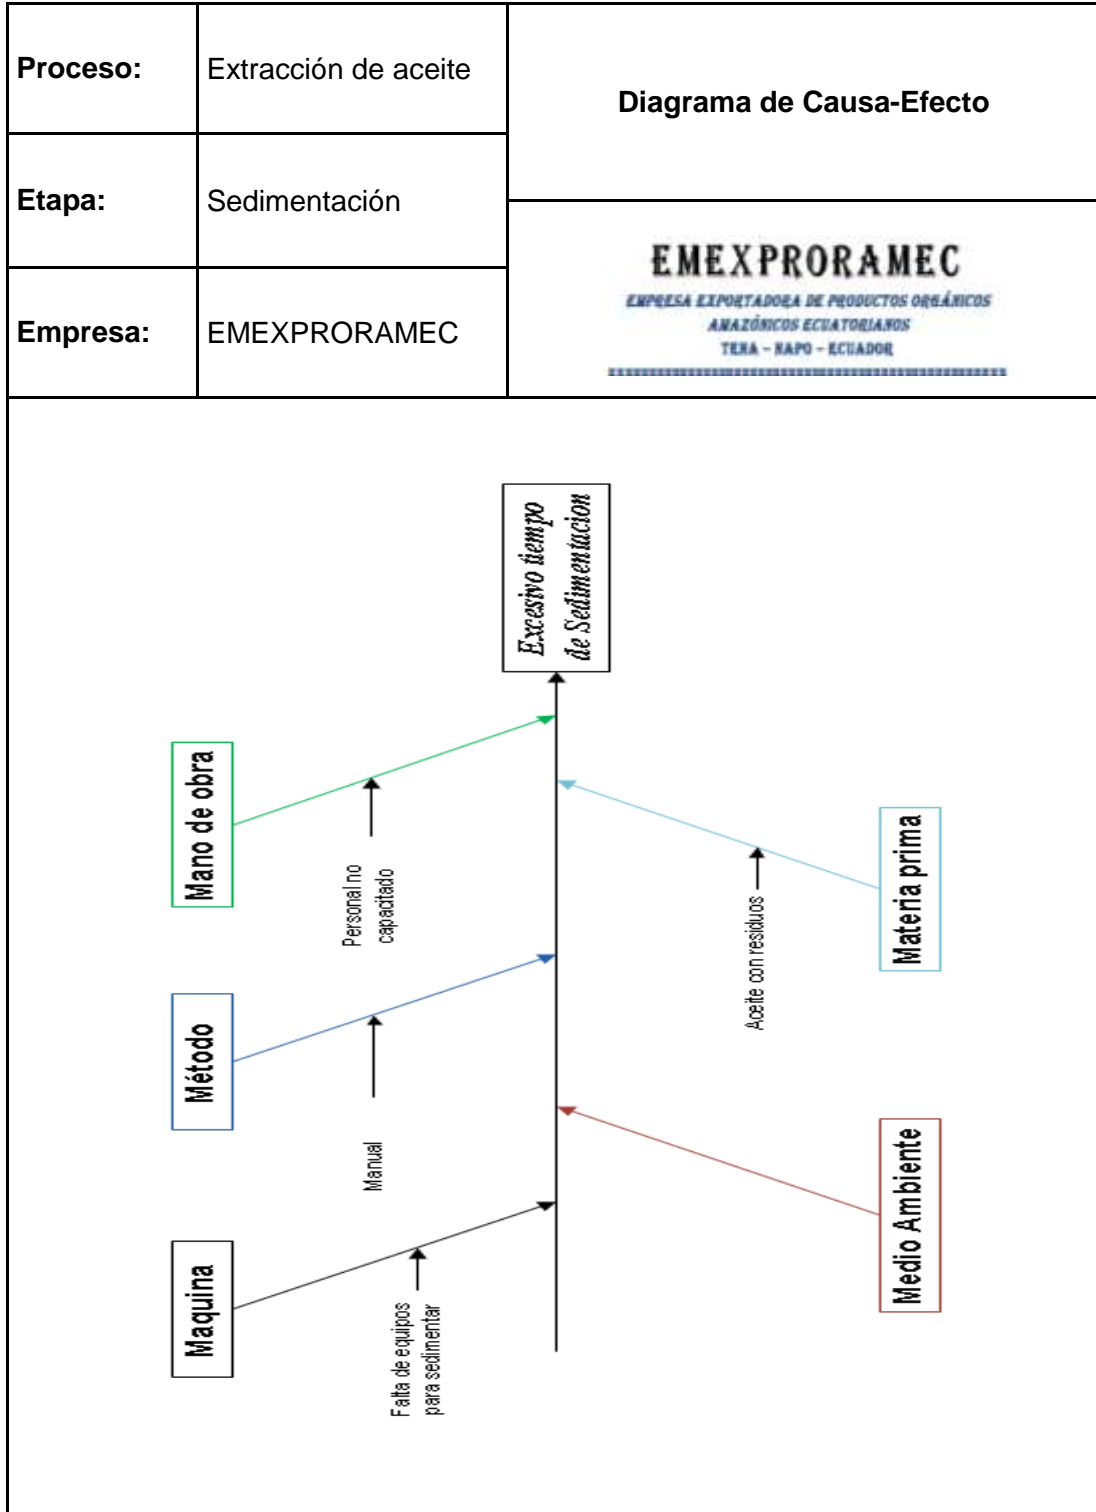 Proceso:
Extracción de aceite
Diagrama de Causa-Efecto
Etapa:
Sedimentación
EMEXPRORAMEC
EMPRESA EXPORTADORA DE PRODUCTOS ORGÁNICOS
AMAZÓNICOS ECUATORIANOS
TENA – NAPO – ECUADOR
Empresa:
EMEXPRORAMEC
Excesivo tiempo
de Sedimentacion
Mano de obra
Personal no
capacitado
Método
Manual
Maquina
Falta de equipos
para sedimentar
Materia prima
Aceite con residuos
Medio Ambiente